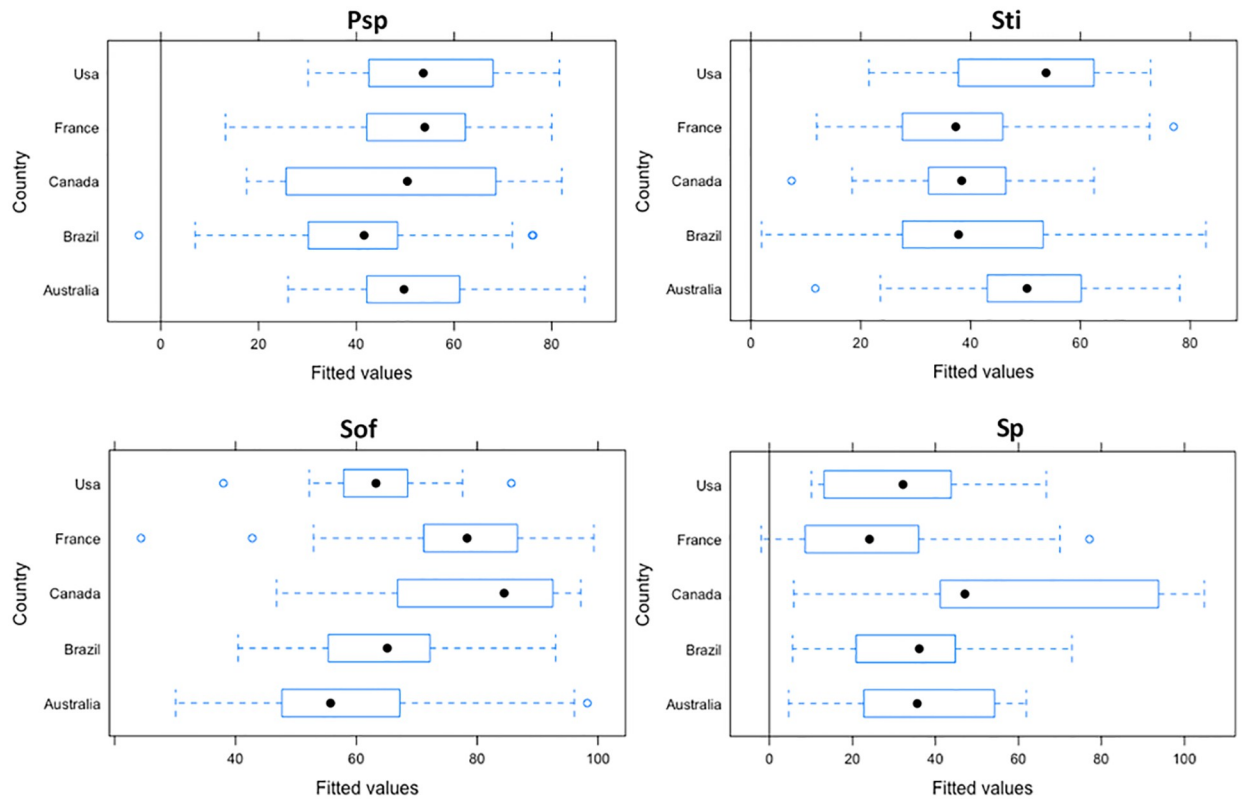 Psp
Usa
France
Canada
Brazil
Australia
Country
0 20 40 60 80
Fitted values
Sti
Usa
France
Canada
Brazil
Australia
Country
0 20 40 60 80
Fitted values
Sof
Usa
France
Canada
Brazil
Australia
Country
40 60 80 100
Fitted values
Sp
Usa
France
Canada
Brazil
Australia
Country
0 20 40 60 80 100
Fitted values